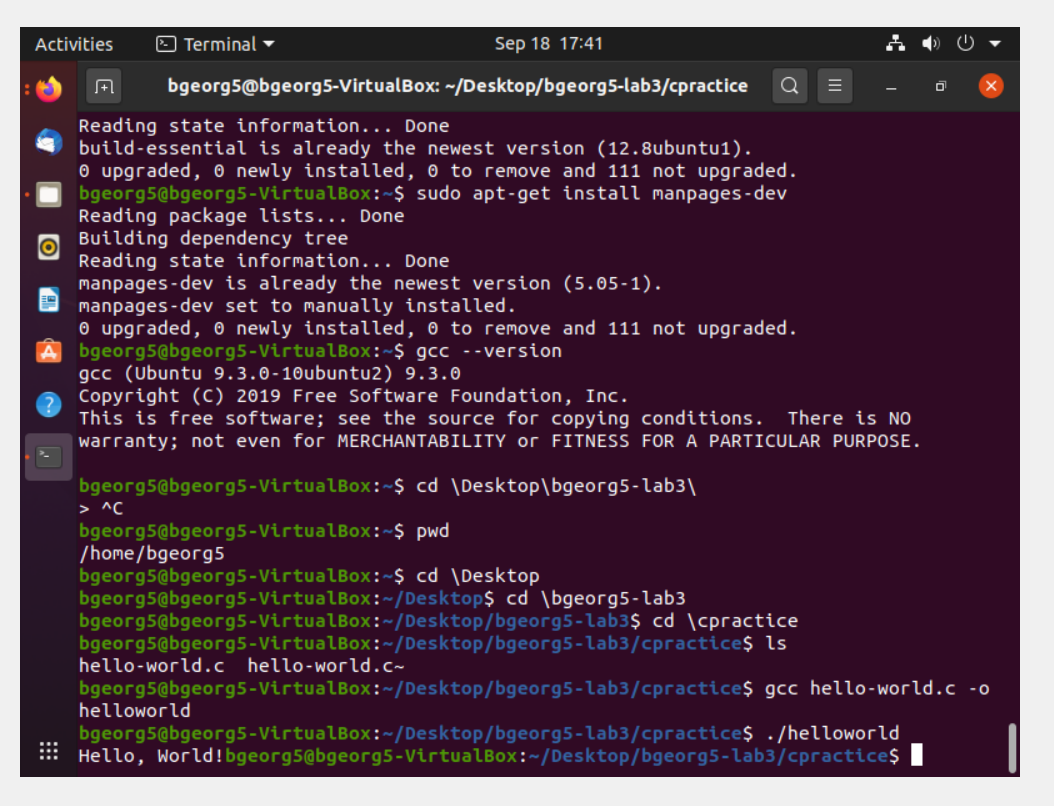 Activities Terminal Sep 18 17:41
bgeorg5@bgeorg5-VirtualBox: ~/Desktop/bgeorg5-lab3/cpractice
Reading state information... Done
build-essential is already the newest version (12.8ubuntu1).
0 upgraded, 0 newly installed, 0 to remove and 111 not upgraded.
bgeorg5@bgeorg5-VirtualBox:~$ sudo apt-get install manpages-dev
Reading package lists... Done
Building dependency tree
Reading state information... Done
manpages-dev is already the newest version (5.05-1).
manpages-dev set to manually installed.
0 upgraded, 0 newly installed, 0 to remove and 111 not upgraded.
bgeorg5@bgeorg5-VirtualBox:~$ gcc --version
gcc (Ubuntu 9.3.0-10ubuntu2) 9.3.0
Copyright (C) 2019 Free Software Foundation, Inc.
This is free software; see the source for copying conditions.  There is NO
warranty; not even for MERCHANTABILITY or FITNESS FOR A PARTICULAR PURPOSE.
bgeorg5@bgeorg5-VirtualBox:~$ cd \Desktop\bgeorg5-lab3\
> ^C
bgeorg5@bgeorg5-VirtualBox:~$ pwd
/home/bgeorg5
bgeorg5@bgeorg5-VirtualBox:~$ cd \Desktop
bgeorg5@bgeorg5-VirtualBox:~/Desktop$ cd \bgeorg5-lab3
bgeorg5@bgeorg5-VirtualBox:~/Desktop/bgeorg5-lab3$ cd \cpractice
bgeorg5@bgeorg5-VirtualBox:~/Desktop/bgeorg5-lab3/cpractice$ ls
hello-world.c  hello-world.c~
bgeorg5@bgeorg5-VirtualBox:~/Desktop/bgeorg5-lab3/cpractice$ gcc hello-world.c -o
helloworld
bgeorg5@bgeorg5-VirtualBox:~/Desktop/bgeorg5-lab3/cpractice$ ./helloworld
Hello, World!bgeorg5@bgeorg5-VirtualBox:~/Desktop/bgeorg5-lab3/cpractice$